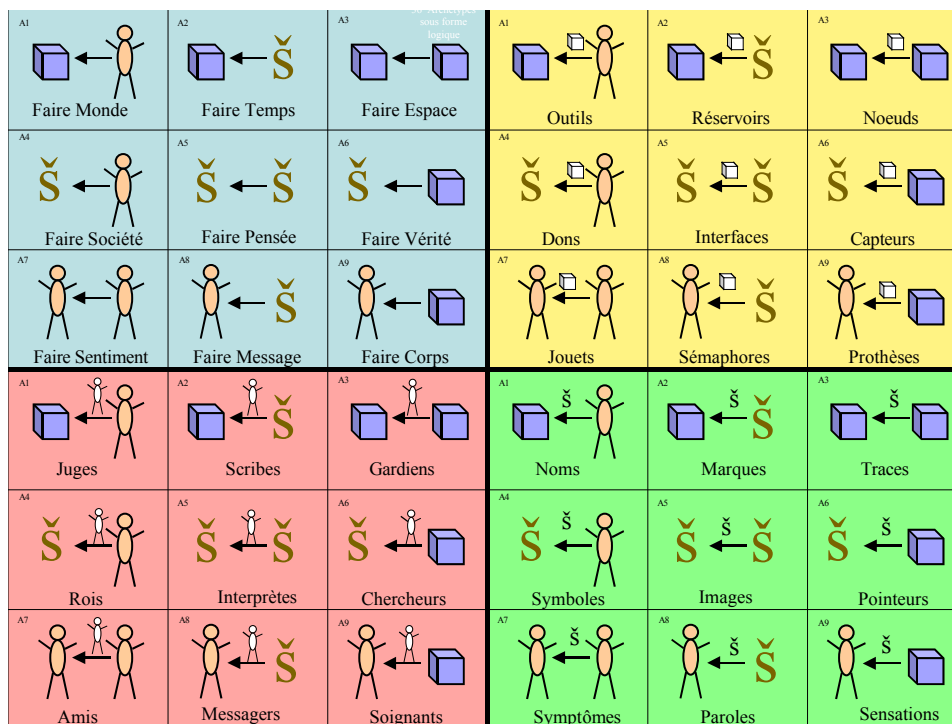 sous forme
logique
A1
Faire Monde
A2
Š
Faire Temps
A3
Faire Espace
A4
Š
Faire Société
A5
Š Š
Faire Pensée
A6
Š
Faire Vérité
A7
Faire Sentiment
A8
Š
Faire Message
A9
Faire Corps
A1
Outils
A2
Š
Réservoirs
A3
Noeuds
A4
Š
Dons
A5
Š Š
Interfaces
A6
Š
Capteurs
A7
Jouets
A8
Š
Sémaphores
A9
Prothèses
A1
Juges
A2
Š
Scribes
A3
Gardiens
A4
Š
Rois
A5
Š Š
Interprètes
A6
Š
Chercheurs
A7
Amis
A8
Š
Messagers
A9
Soignants
A1
š
Noms
A2
š
Š
Marques
A3
š
Traces
A4
š
Š
Symboles
A5
š
Š Š
Images
A6
š
Š
Pointeurs
A7
š
Symptômes
A8
š
Š
Paroles
A9
š
Sensations